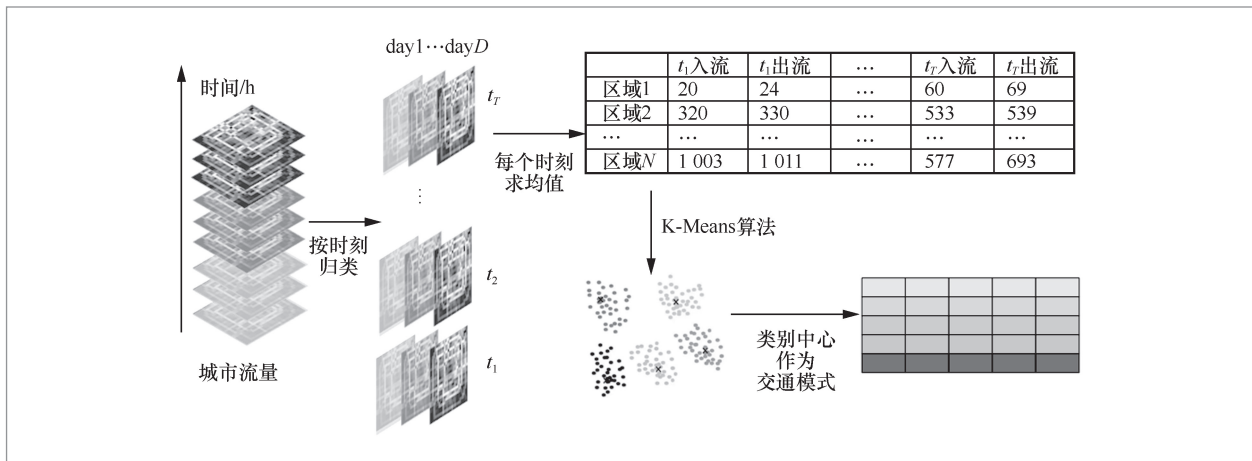 时间/h
城市流量
按时刻
归类
day1…dayD
t_T
⋮
t_2
t_1
每个时刻
求均值
t_1入流 t_1出流 … t_T入流 t_T出流
区域1 20 24 … 60 69
区域2 320 330 … 533 539
… … … … … …
区域N 1 003 1 011 … 577 693
K-Means算法
类别中心
作为
交通模式